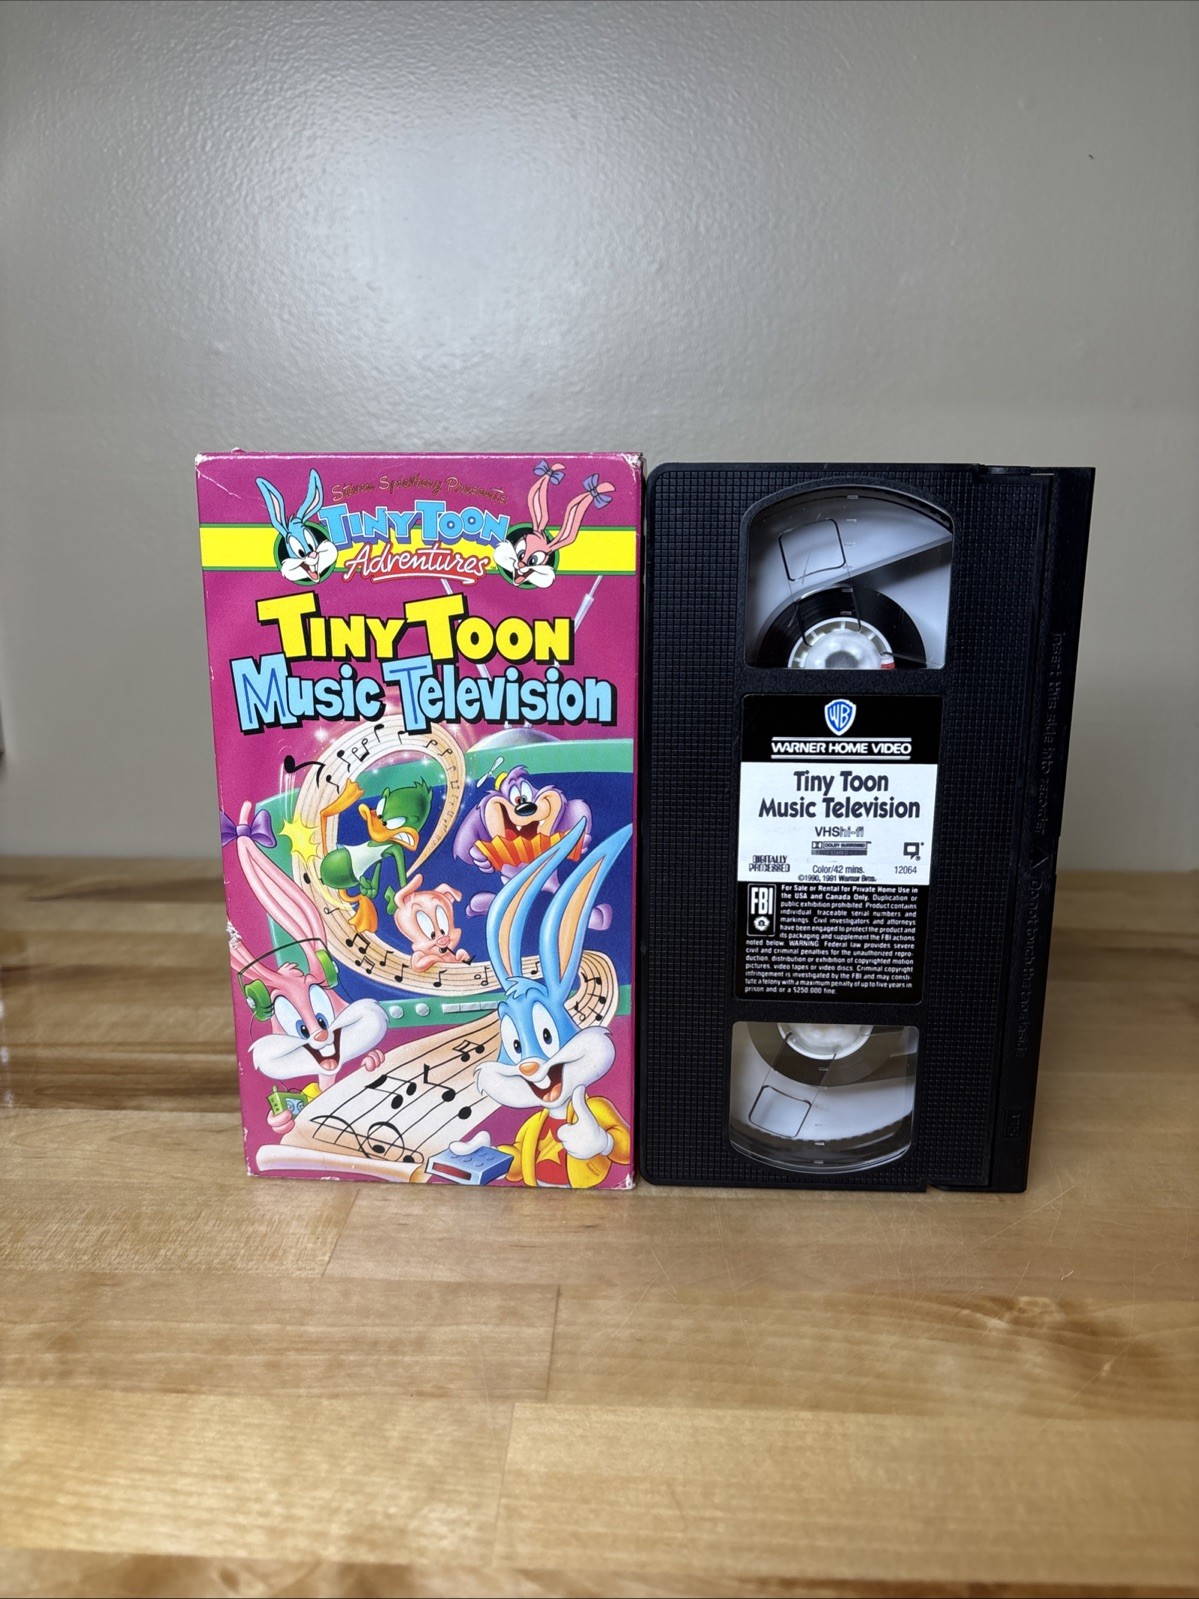 Steven Spielberg Presents
TINY TOON
Adventures
TINY TOON
Music Television
WB
WARNER HOME VIDEO
Tiny Toon
Music Television
VHS hi-fi
DOLBY SURROUND
DIGITALLY
PROCESSED
Color/42 mins.
12064
©1990, 1991 Warner Bros.
FBI
For Sale or Rental for Private Home Use in
the USA and Canada Only. Duplication or
public exhibition prohibited. Product contains
individual traceable serial numbers and
markings. Civil investigators and attorneys
have been engaged to protect the product and
its packaging and supplement the FBI actions
noted below. WARNING: Federal law provides severe
civil and criminal penalties for the unauthorized repro-
duction, distribution or exhibition of copyrighted motion
pictures, video tapes or video discs. Criminal copyright
infringement is investigated by the FBI and may consti-
tute a felony with a maximum penalty of up to five years in
prison and/or a $250,000 fine.
Insert this side into recorder